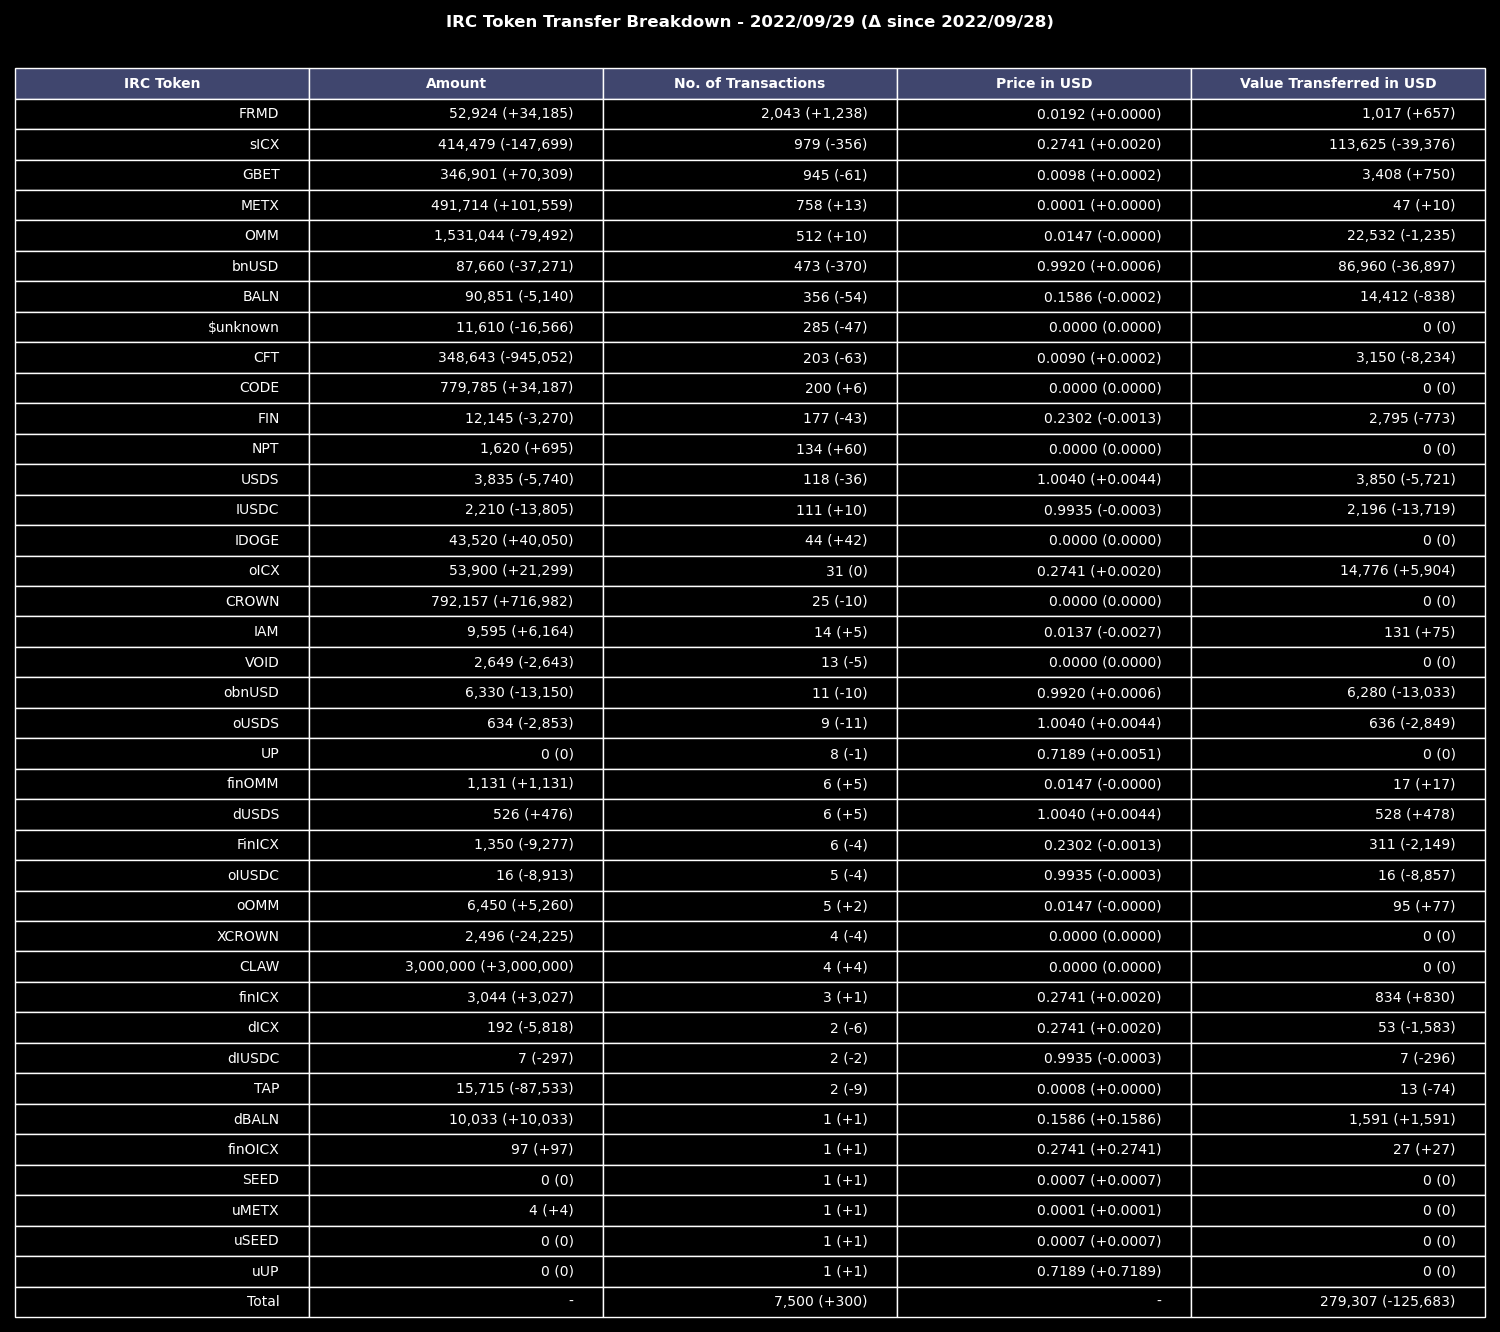 IRC Token Transfer Breakdown - 2022/09/29 (Δ since 2022/09/28)
IRC Token Amount No. of Transactions Price in USD Value Transferred in USD
FRMD 52,924 (+34,185) 2,043 (+1,238) 0.0192 (+0.0000) 1,017 (+657)
sICX 414,479 (-147,699) 979 (-356) 0.2741 (+0.0020) 113,625 (-39,376)
GBET 346,901 (+70,309) 945 (-61) 0.0098 (+0.0002) 3,408 (+750)
METX 491,714 (+101,559) 758 (+13) 0.0001 (+0.0000) 47 (+10)
OMM 1,531,044 (-79,492) 512 (+10) 0.0147 (-0.0000) 22,532 (-1,235)
bnUSD 87,660 (-37,271) 473 (-370) 0.9920 (+0.0006) 86,960 (-36,897)
BALN 90,851 (-5,140) 356 (-54) 0.1586 (-0.0002) 14,412 (-838)
$unknown 11,610 (-16,566) 285 (-47) 0.0000 (0.0000) 0 (0)
CFT 348,643 (-945,052) 203 (-63) 0.0090 (+0.0002) 3,150 (-8,234)
CODE 779,785 (+34,187) 200 (+6) 0.0000 (0.0000) 0 (0)
FIN 12,145 (-3,270) 177 (-43) 0.2302 (-0.0013) 2,795 (-773)
NPT 1,620 (+695) 134 (+60) 0.0000 (0.0000) 0 (0)
USDS 3,835 (-5,740) 118 (-36) 1.0040 (+0.0044) 3,850 (-5,721)
IUSDC 2,210 (-13,805) 111 (+10) 0.9935 (-0.0003) 2,196 (-13,719)
IDOGE 43,520 (+40,050) 44 (+42) 0.0000 (0.0000) 0 (0)
oICX 53,900 (+21,299) 31 (0) 0.2741 (+0.0020) 14,776 (+5,904)
CROWN 792,157 (+716,982) 25 (-10) 0.0000 (0.0000) 0 (0)
IAM 9,595 (+6,164) 14 (+5) 0.0137 (-0.0027) 131 (+75)
VOID 2,649 (-2,643) 13 (-5) 0.0000 (0.0000) 0 (0)
obnUSD 6,330 (-13,150) 11 (-10) 0.9920 (+0.0006) 6,280 (-13,033)
oUSDS 634 (-2,853) 9 (-11) 1.0040 (+0.0044) 636 (-2,849)
UP 0 (0) 8 (-1) 0.7189 (+0.0051) 0 (0)
finOMM 1,131 (+1,131) 6 (+5) 0.0147 (-0.0000) 17 (+17)
dUSDS 526 (+476) 6 (+5) 1.0040 (+0.0044) 528 (+478)
FinICX 1,350 (-9,277) 6 (-4) 0.2302 (-0.0013) 311 (-2,149)
oIUSDC 16 (-8,913) 5 (-4) 0.9935 (-0.0003) 16 (-8,857)
oOMM 6,450 (+5,260) 5 (+2) 0.0147 (-0.0000) 95 (+77)
XCROWN 2,496 (-24,225) 4 (-4) 0.0000 (0.0000) 0 (0)
CLAW 3,000,000 (+3,000,000) 4 (+4) 0.0000 (0.0000) 0 (0)
finICX 3,044 (+3,027) 3 (+1) 0.2741 (+0.0020) 834 (+830)
dICX 192 (-5,818) 2 (-6) 0.2741 (+0.0020) 53 (-1,583)
dIUSDC 7 (-297) 2 (-2) 0.9935 (-0.0003) 7 (-296)
TAP 15,715 (-87,533) 2 (-9) 0.0008 (+0.0000) 13 (-74)
dBALN 10,033 (+10,033) 1 (+1) 0.1586 (+0.1586) 1,591 (+1,591)
finOICX 97 (+97) 1 (+1) 0.2741 (+0.2741) 27 (+27)
SEED 0 (0) 1 (+1) 0.0007 (+0.0007) 0 (0)
uMETX 4 (+4) 1 (+1) 0.0001 (+0.0001) 0 (0)
uSEED 0 (0) 1 (+1) 0.0007 (+0.0007) 0 (0)
uUP 0 (0) 1 (+1) 0.7189 (+0.7189) 0 (0)
Total - 7,500 (+300) - 279,307 (-125,683)